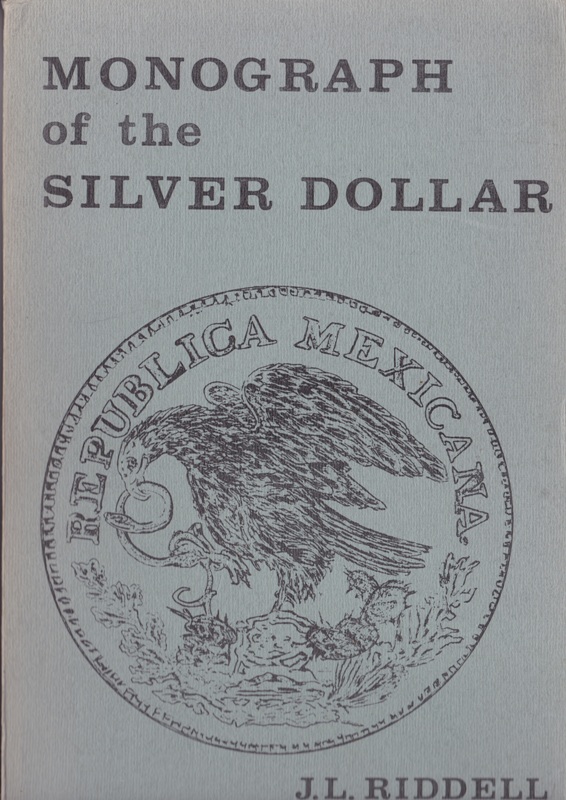 MONOGRAPH
of the
SILVER DOLLAR
REPUBLICA MEXICANA
J.L. RIDDELL